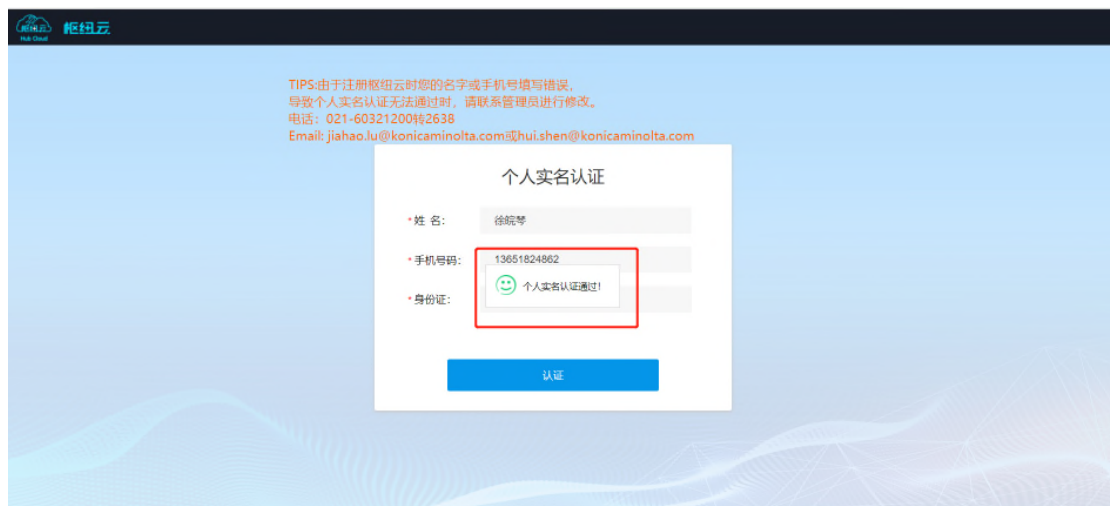 枢纽云
Hub Cloud
枢纽云
TIPS:由于注册枢纽云时您的名字或手机号填写错误,
导致个人实名认证无法通过时，请联系管理员进行修改。
电话：021-60321200转2638
Email: jiahao.lu@konicaminolta.com或hui.shen@konicaminolta.com
个人实名认证
*姓 名:
徐皖琴
*手机号码:
13651824862
个人实名认证通过!
*身份证:
认证